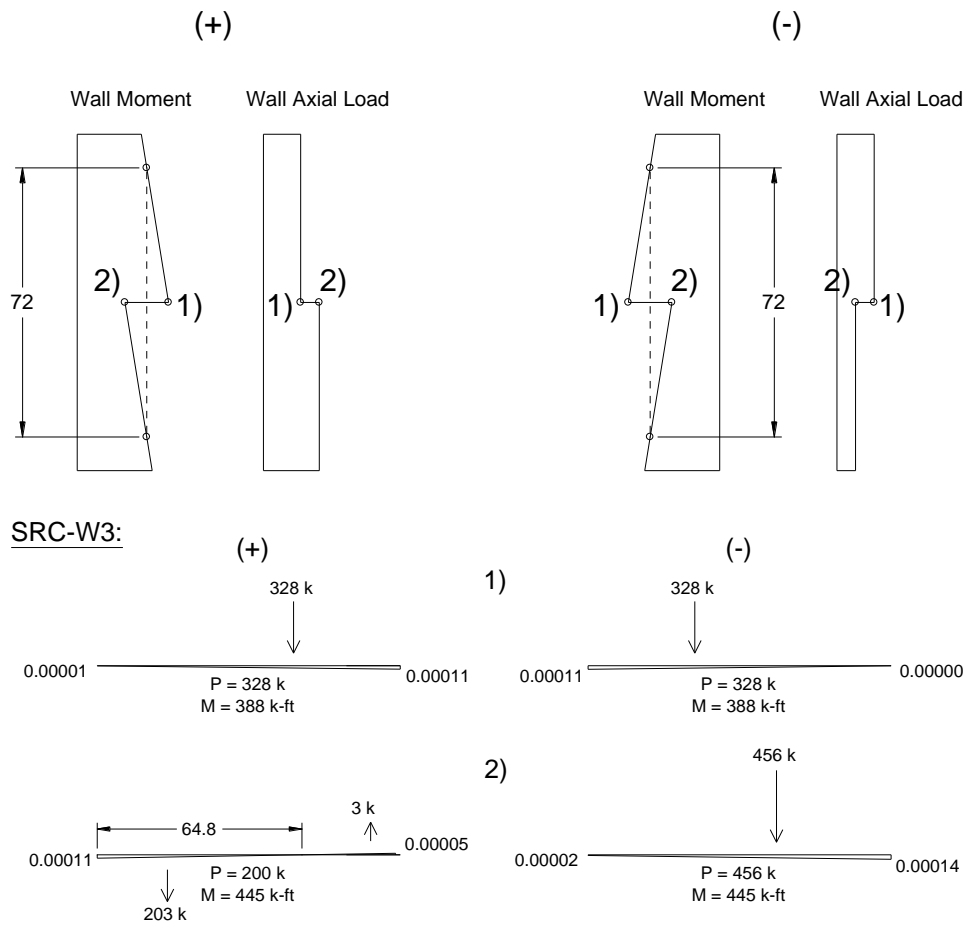 (+)
(-)
Wall Moment
Wall Axial Load
Wall Moment
Wall Axial Load
72
2)
1)
1)
2)
1)
2)
72
2)
1)
SRC-W3:
(+)
(-)
1)
328 k
328 k
0.00001
0.00011
P = 328 k
M = 388 k-ft
0.00011
0.00000
P = 328 k
M = 388 k-ft
2)
64.8
3 k
0.00011
0.00005
P = 200 k
M = 445 k-ft
203 k
456 k
0.00002
0.00014
P = 456 k
M = 445 k-ft